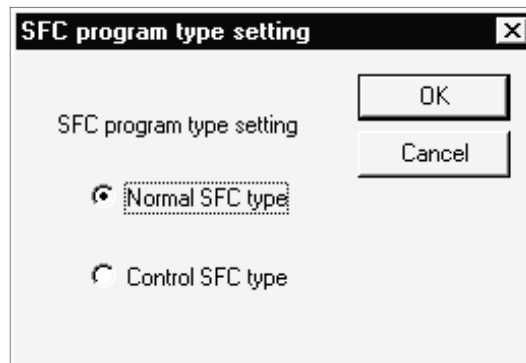 SFC program type setting
OK
SFC program type setting
Cancel
Normal SFC type
Control SFC type